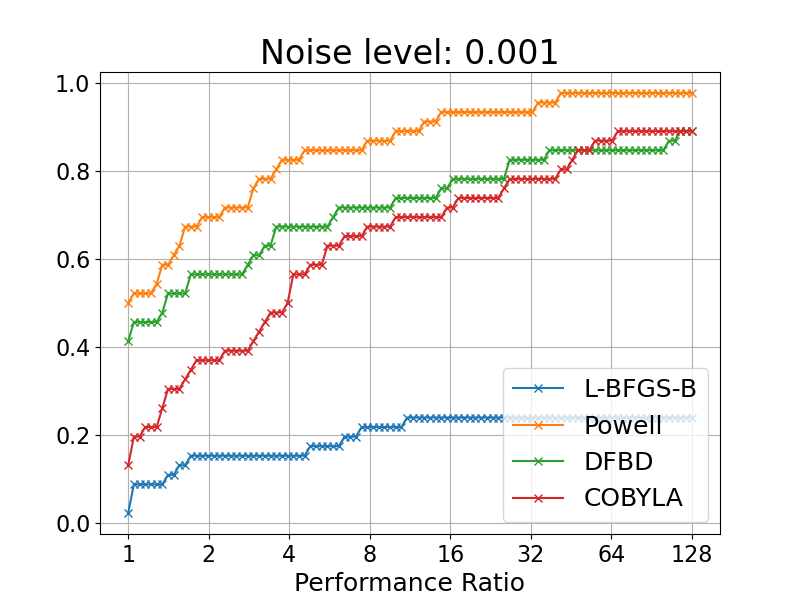 Noise level: 0.001
1.0
0.8
0.6
0.4
0.2
0.0
L-BFGS-B
Powell
DFBD
COBYLA
1 2 4 8 16 32 64 128
Performance Ratio